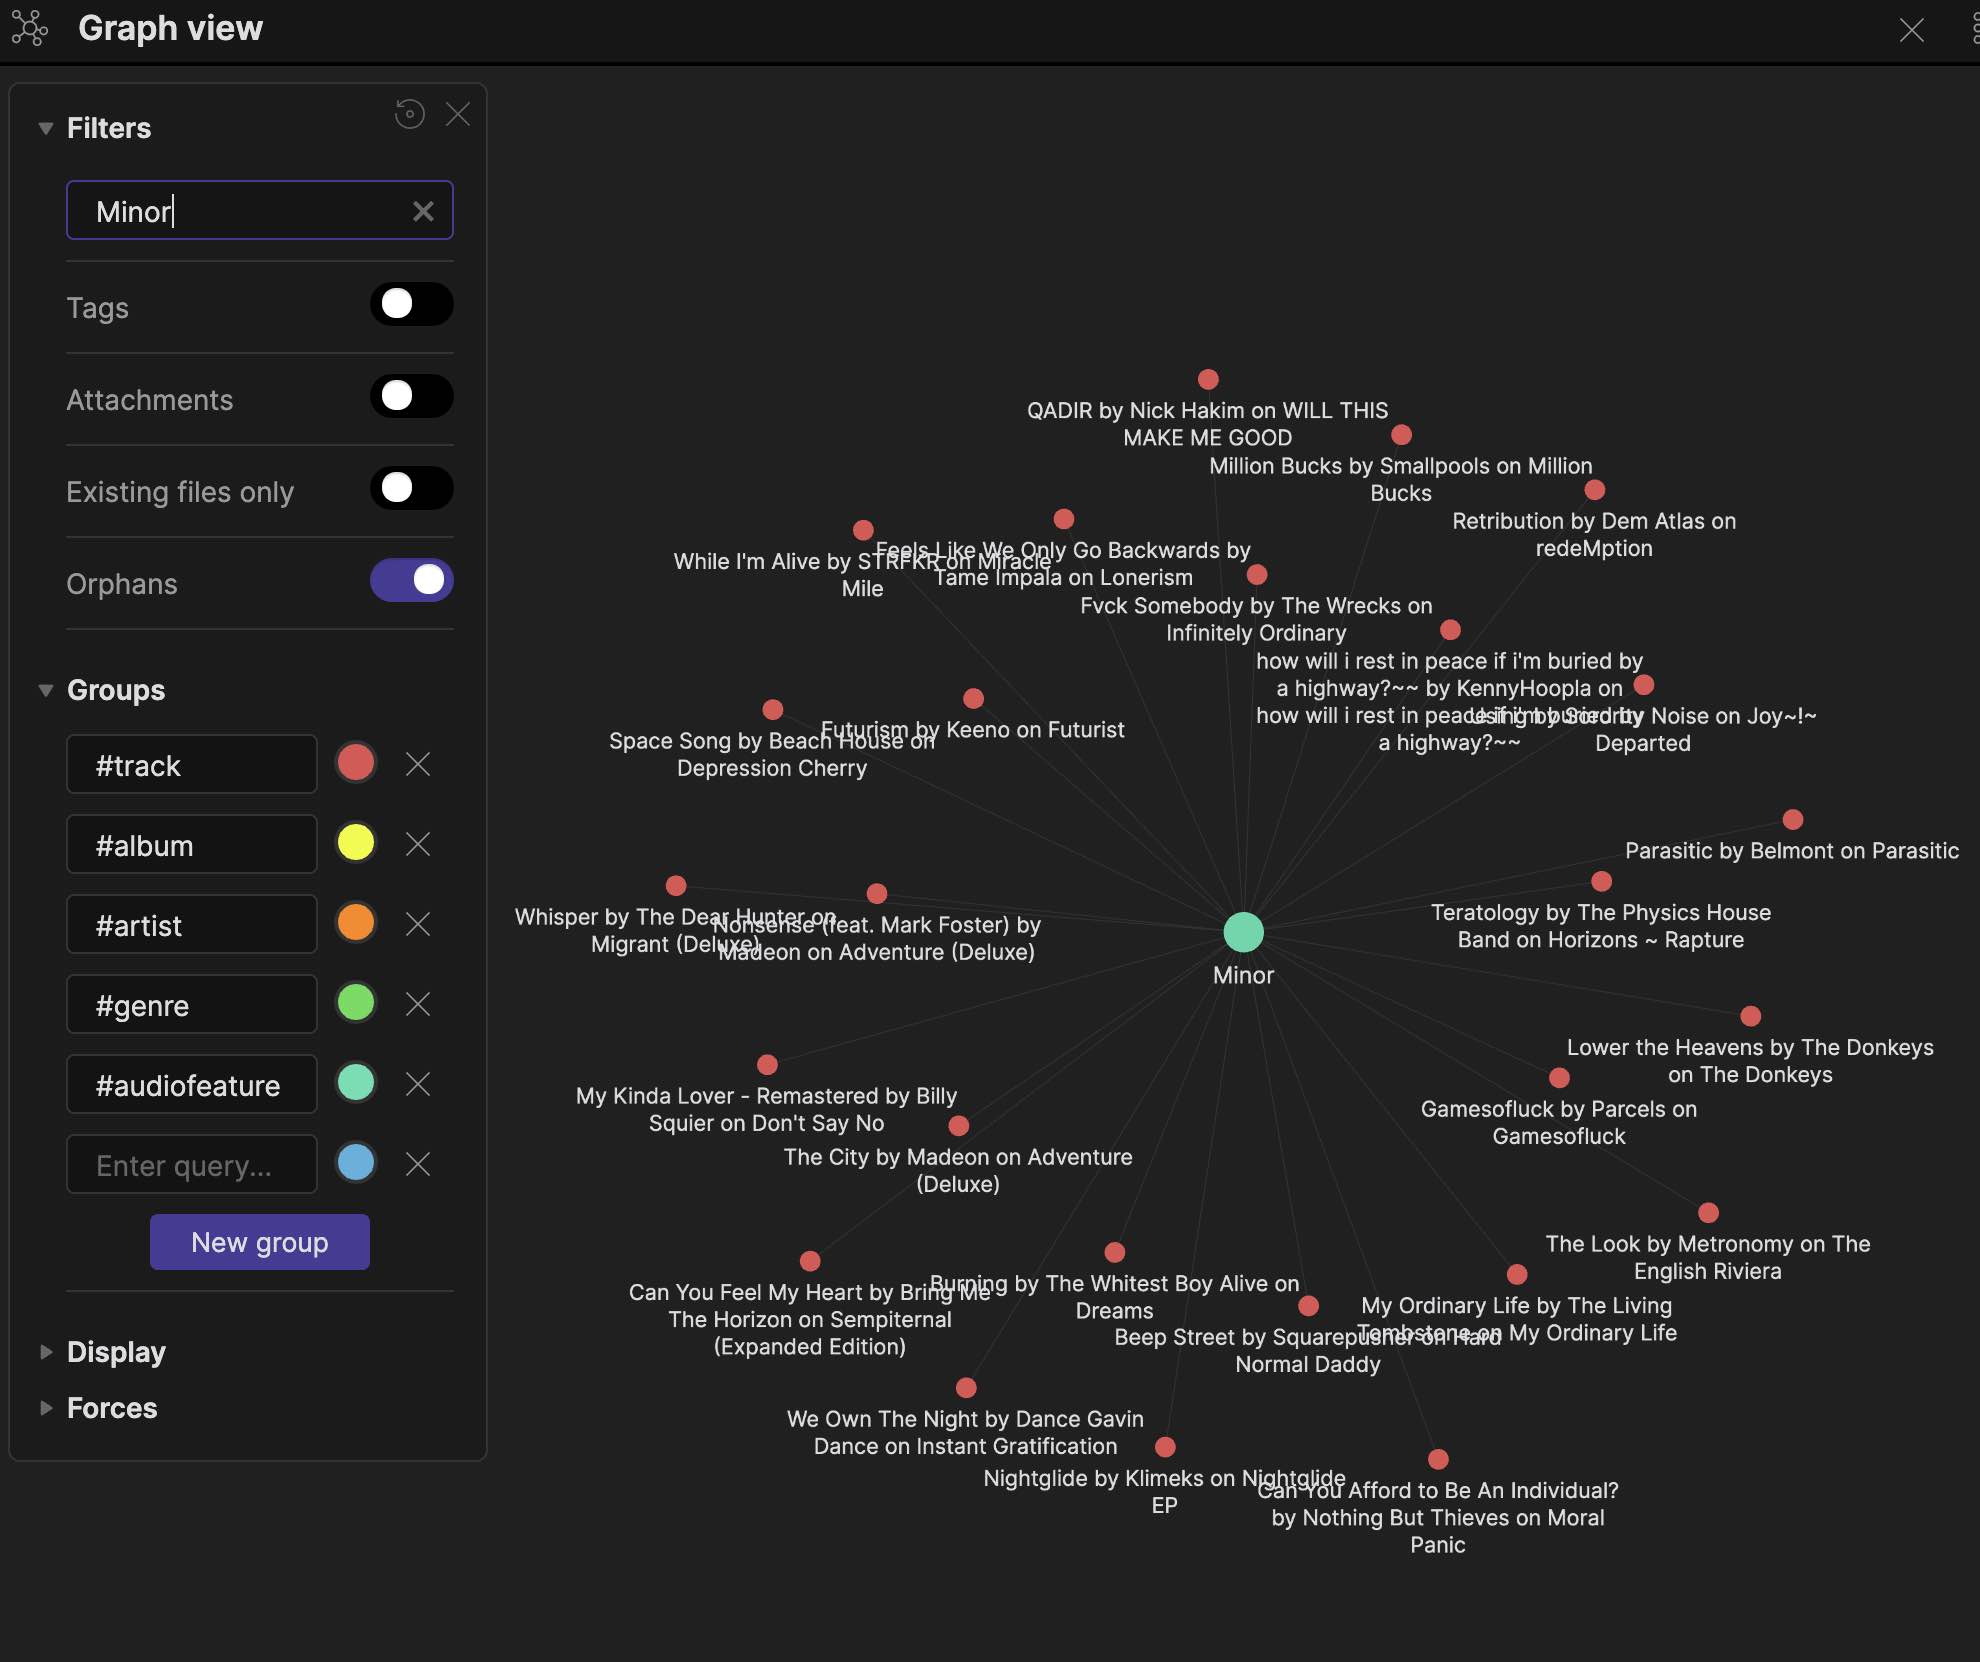 Graph view
Filters
Minor
Tags
Attachments
Existing files only
Orphans
Groups
#track
#album
#artist
#genre
#audiofeature
Enter query...
New group
Display
Forces
QADIR by Nick Hakim on WILL THIS
MAKE ME GOOD
Million Bucks by Smallpools on Million
Bucks
Retribution by Dem Atlas on
redeMption
While I'm Alive by STRFKR on Miracle
Mile
Feels Like We Only Go Backwards by
Tame Impala on Lonerism
Fvck Somebody by The Wrecks on
Infinitely Ordinary
how will i rest in peace if i'm buried by
a highway?~~ by KennyHoopla on
how will i rest in peace if i'm buried by
a highway?~~
Using by Sorority Noise on Joy~!~
Departed
Space Song by Beach House on
Depression Cherry
Futurism by Keeno on Futurist
Parasitic by Belmont on Parasitic
Teratology by The Physics House
Band on Horizons ~ Rapture
Whisper by The Dear Hunter on
Migrant (Deluxe)
Nonsense (feat. Mark Foster) by
Madeon on Adventure (Deluxe)
Minor
Lower the Heavens by The Donkeys
on The Donkeys
Gamesofluck by Parcels on
Gamesofluck
My Kinda Lover - Remastered by Billy
Squier on Don't Say No
The City by Madeon on Adventure
(Deluxe)
The Look by Metronomy on The
English Riviera
Can You Feel My Heart by Bring Me
The Horizon on Sempiternal
(Expanded Edition)
Burning by The Whitest Boy Alive on
Dreams
Beep Street by Squarepusher on Hard
Normal Daddy
My Ordinary Life by The Living
Tombstone on My Ordinary Life
We Own The Night by Dance Gavin
Dance on Instant Gratification
Nightglide by Klimeks on Nightglide
EP
Can You Afford to Be An Individual?
by Nothing But Thieves on Moral
Panic